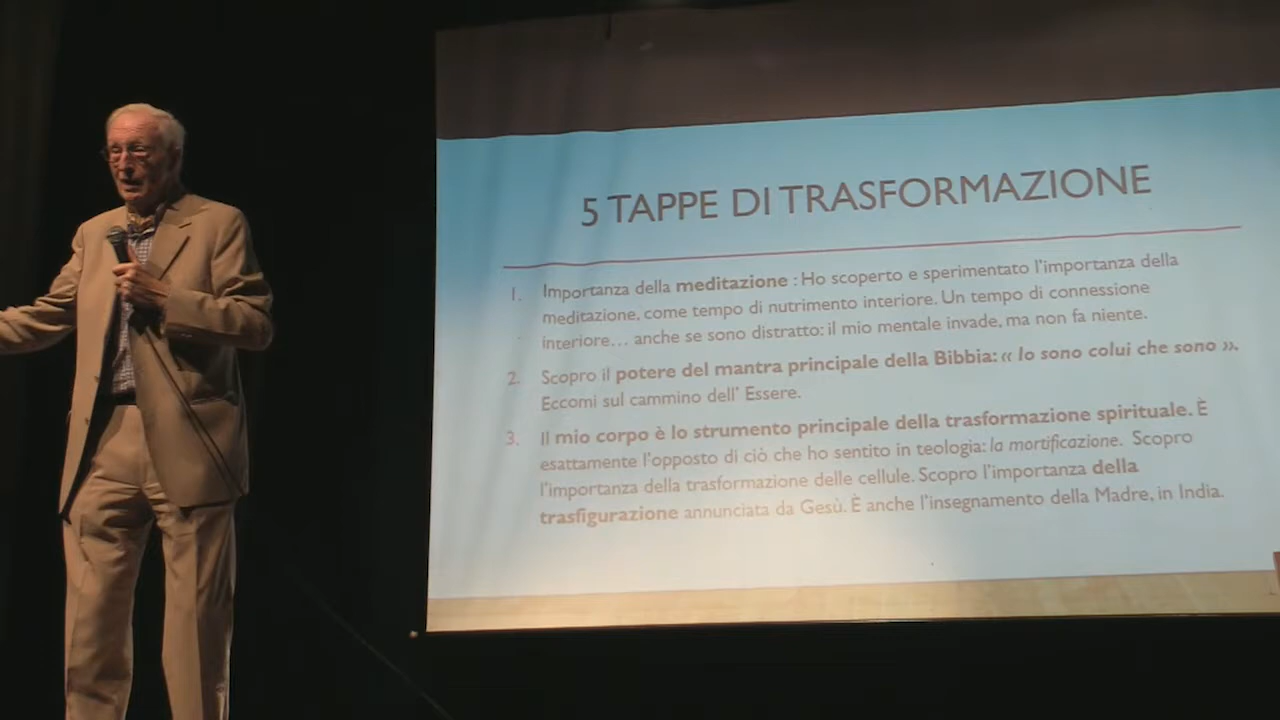 5 TAPPE DI TRASFORMAZIONE
1. Importanza della meditazione : Ho scoperto e sperimentato l'importanza della
meditazione, come tempo di nutrimento interiore. Un tempo di connessione
interiore… anche se sono distratto: il mio mentale invade, ma non fa niente.
2. Scopro il potere del mantra principale della Bibbia: « Io sono colui che sono ».
Eccomi sul cammino dell' Essere.
3. Il mio corpo è lo strumento principale della trasformazione spirituale. È
esattamente l'opposto di ciò che ho sentito in teologia: la mortificazione. Scopro
l'importanza della trasformazione delle cellule. Scopro l'importanza della
trasfigurazione annunciata da Gesù. È anche l'insegnamento della Madre, in India.